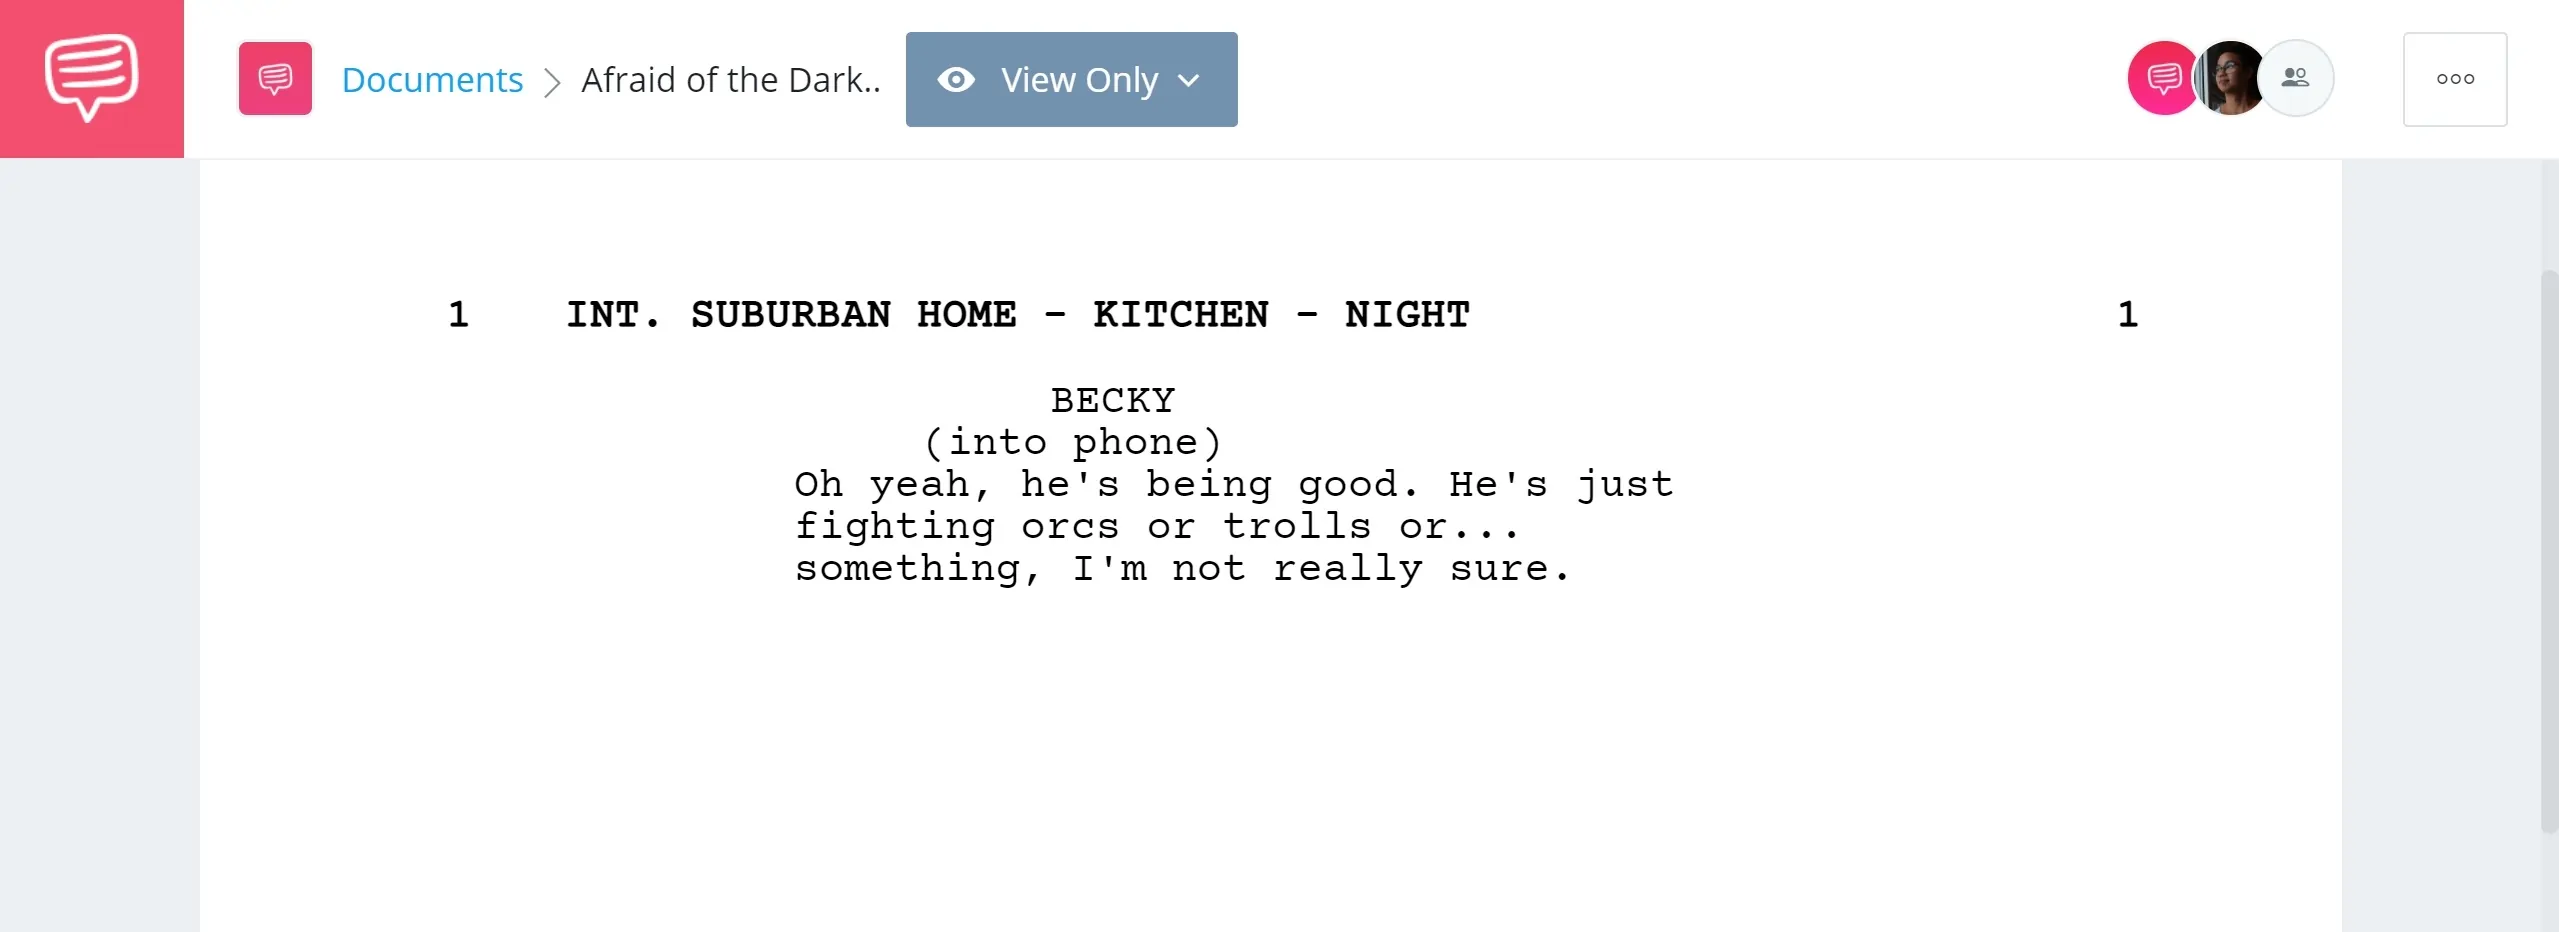 Documents > Afraid of the Dark.. View Only
1 INT. SUBURBAN HOME - KITCHEN - NIGHT 1
BECKY
(into phone)
Oh yeah, he's being good. He's just
fighting orcs or trolls or...
something, I'm not really sure.